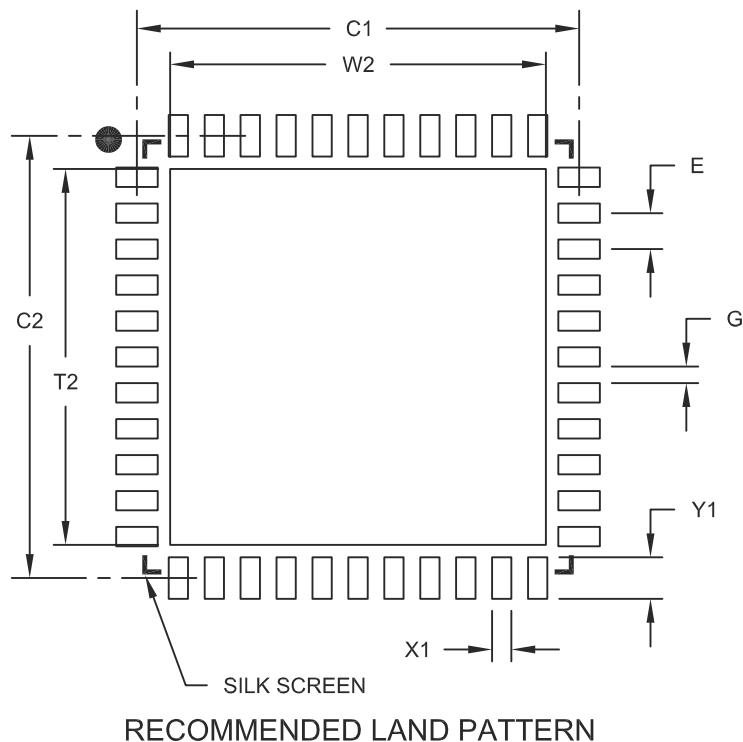 C1
W2
E
C2
G
T2
Y1
X1
SILK SCREEN
RECOMMENDED LAND PATTERN